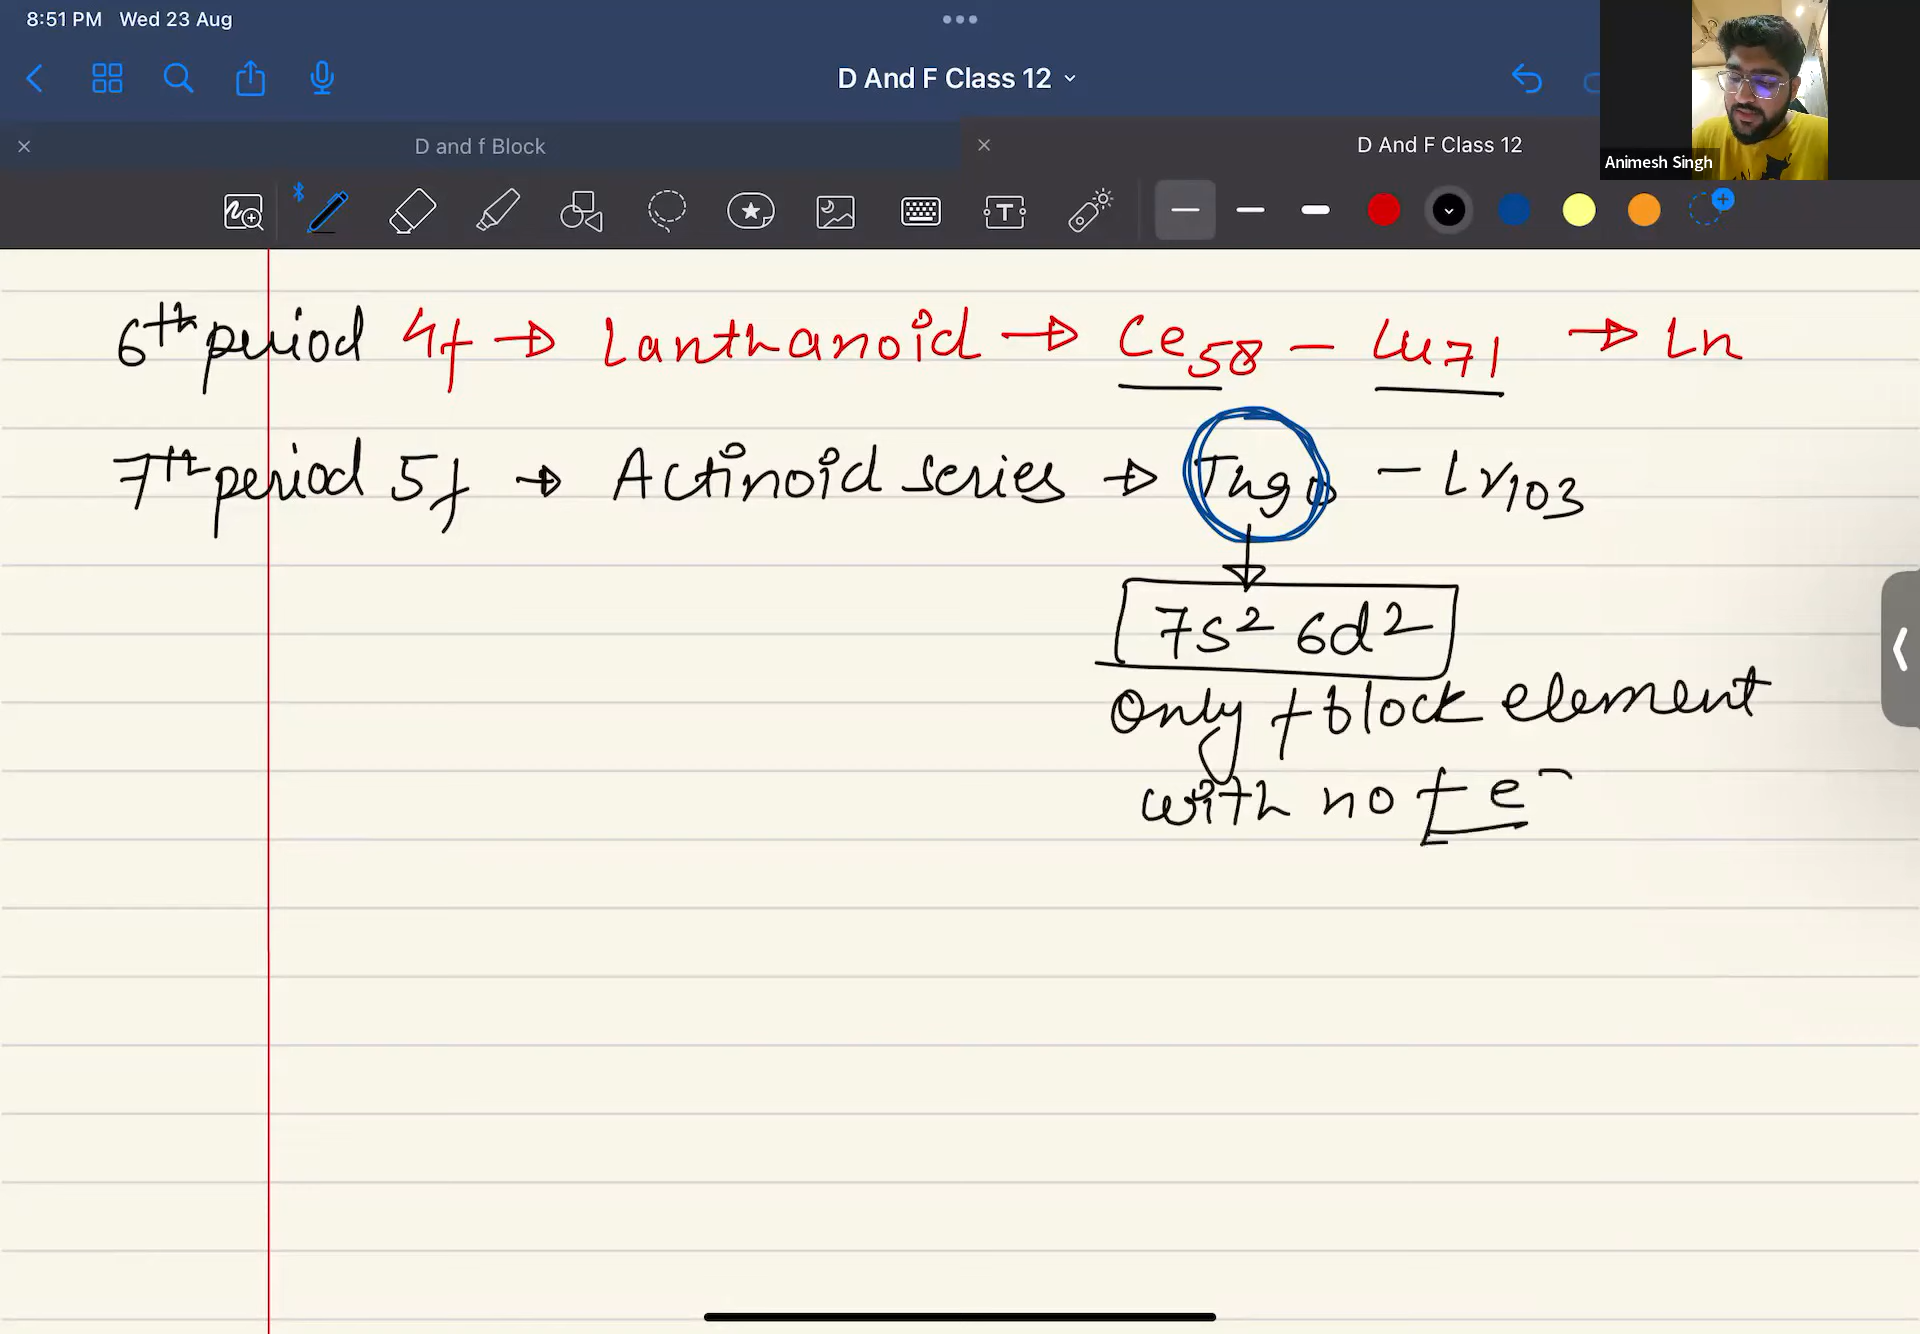 8:51 PM Wed 23 Aug
D And F Class 12
D and f Block
D And F Class 12
Animesh Singh
6th period 4f → Lanthanoid → Ce58 – Lu71 → Ln
7th period 5f → Actinoid series → Th90 – Lr103
7s² 6d²
Only f block element
with no f e⁻